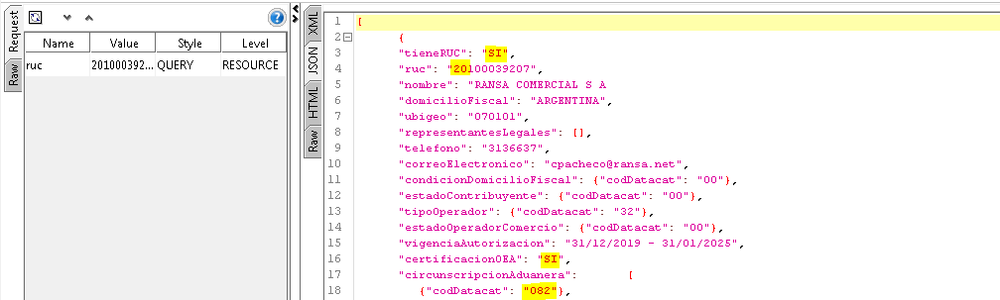 Request
Raw
Name Value Style Level
ruc 201000392... QUERY RESOURCE
XML
JSON
HTML
Raw
1 [
2 {
3 "tieneRUC": "SI",
4 "ruc": "20100039207",
5 "nombre": "RANSA COMERCIAL S A
6 "domicilioFiscal": "ARGENTINA",
7 "ubigeo": "070101",
8 "representantesLegales": [],
9 "telefono": "3136637",
10 "correoElectronico": "cpacheco@ransa.net",
11 "condicionDomicilioFiscal": {"codDatacat": "00"},
12 "estadoContribuyente": {"codDatacat": "00"},
13 "tipoOperador": {"codDatacat": "32"},
14 "estadoOperadorComercio": {"codDatacat": "00"},
15 "vigenciaAutorizacion": "31/12/2019 - 31/01/2025",
16 "certificacionOEA": "SI",
17 "circunscripcionAduanera": [
18 {"codDatacat": "082"},